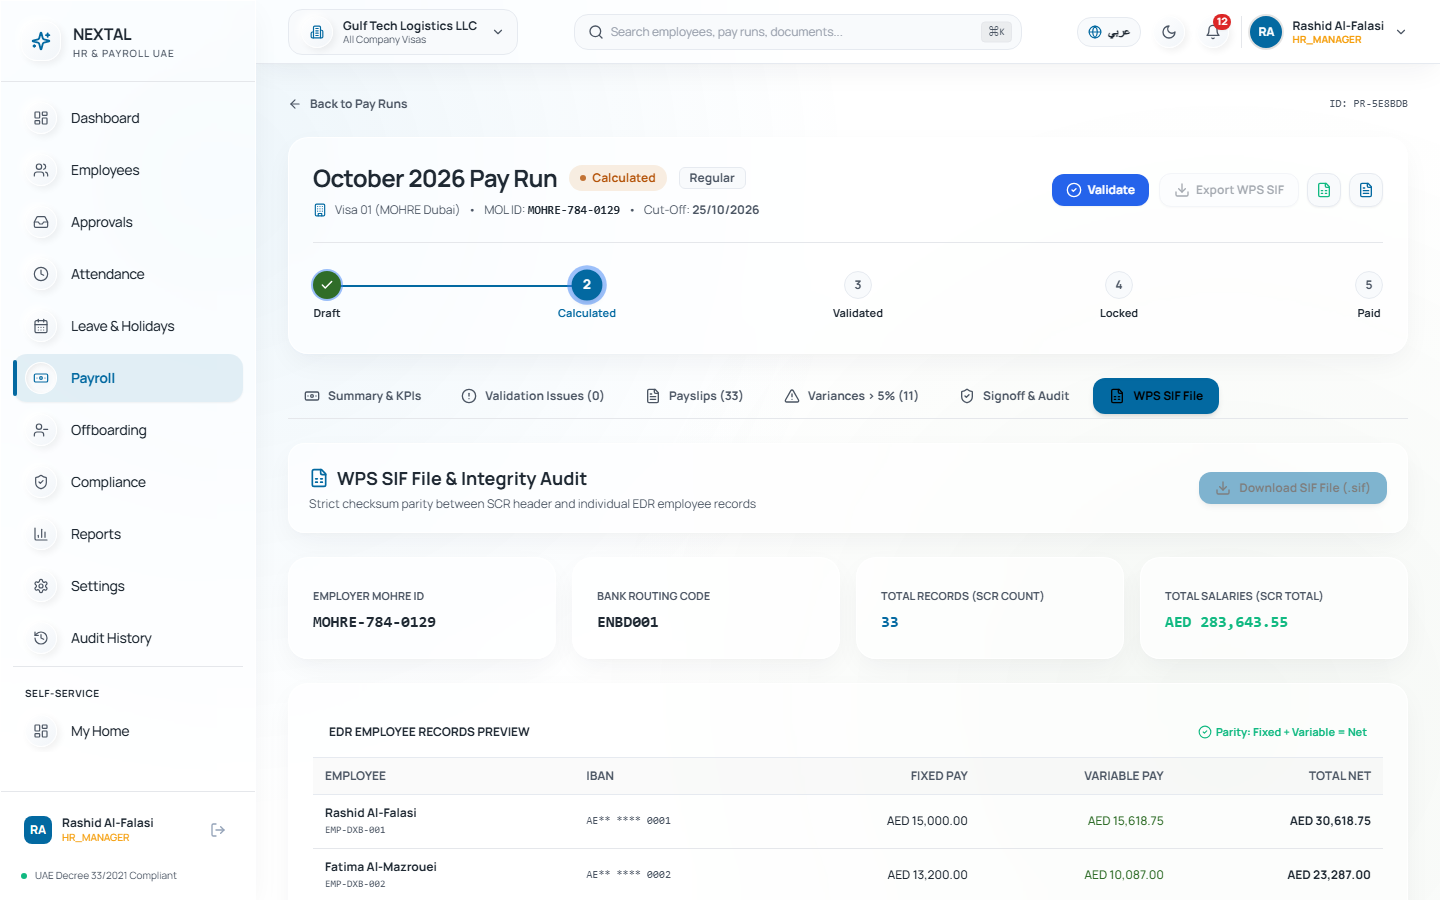 NEXTAL
HR & PAYROLL UAE
Gulf Tech Logistics LLC
All Company Visas
Search employees, pay runs, documents...
⌘K
عربي
12
RA
Rashid Al-Falasi
HR_MANAGER
Dashboard
Employees
Approvals
Attendance
Leave & Holidays
Payroll
Offboarding
Compliance
Reports
Settings
Audit History
SELF-SERVICE
My Home
RA
Rashid Al-Falasi
HR_MANAGER
UAE Decree 33/2021 Compliant
Back to Pay Runs
ID: PR-5E8BDB
October 2026 Pay Run
Calculated
Regular
Visa 01 (MOHRE Dubai) • MOL ID: MOHRE-784-0129 • Cut-Off: 25/10/2026
Validate
Export WPS SIF
2
3
4
5
Draft
Calculated
Validated
Locked
Paid
Summary & KPIs
Validation Issues (0)
Payslips (33)
Variances > 5% (11)
Signoff & Audit
WPS SIF File
WPS SIF File & Integrity Audit
Strict checksum parity between SCR header and individual EDR employee records
Download SIF File (.sif)
EMPLOYER MOHRE ID
MOHRE-784-0129
BANK ROUTING CODE
ENBD001
TOTAL RECORDS (SCR COUNT)
33
TOTAL SALARIES (SCR TOTAL)
AED 283,643.55
EDR EMPLOYEE RECORDS PREVIEW
Parity: Fixed + Variable = Net
EMPLOYEE IBAN FIXED PAY VARIABLE PAY TOTAL NET
Rashid Al-Falasi
EMP-DXB-001
AE** **** 0001
AED 15,000.00
AED 15,618.75
AED 30,618.75
Fatima Al-Mazrouei
EMP-DXB-002
AE** **** 0002
AED 13,200.00
AED 10,087.00
AED 23,287.00